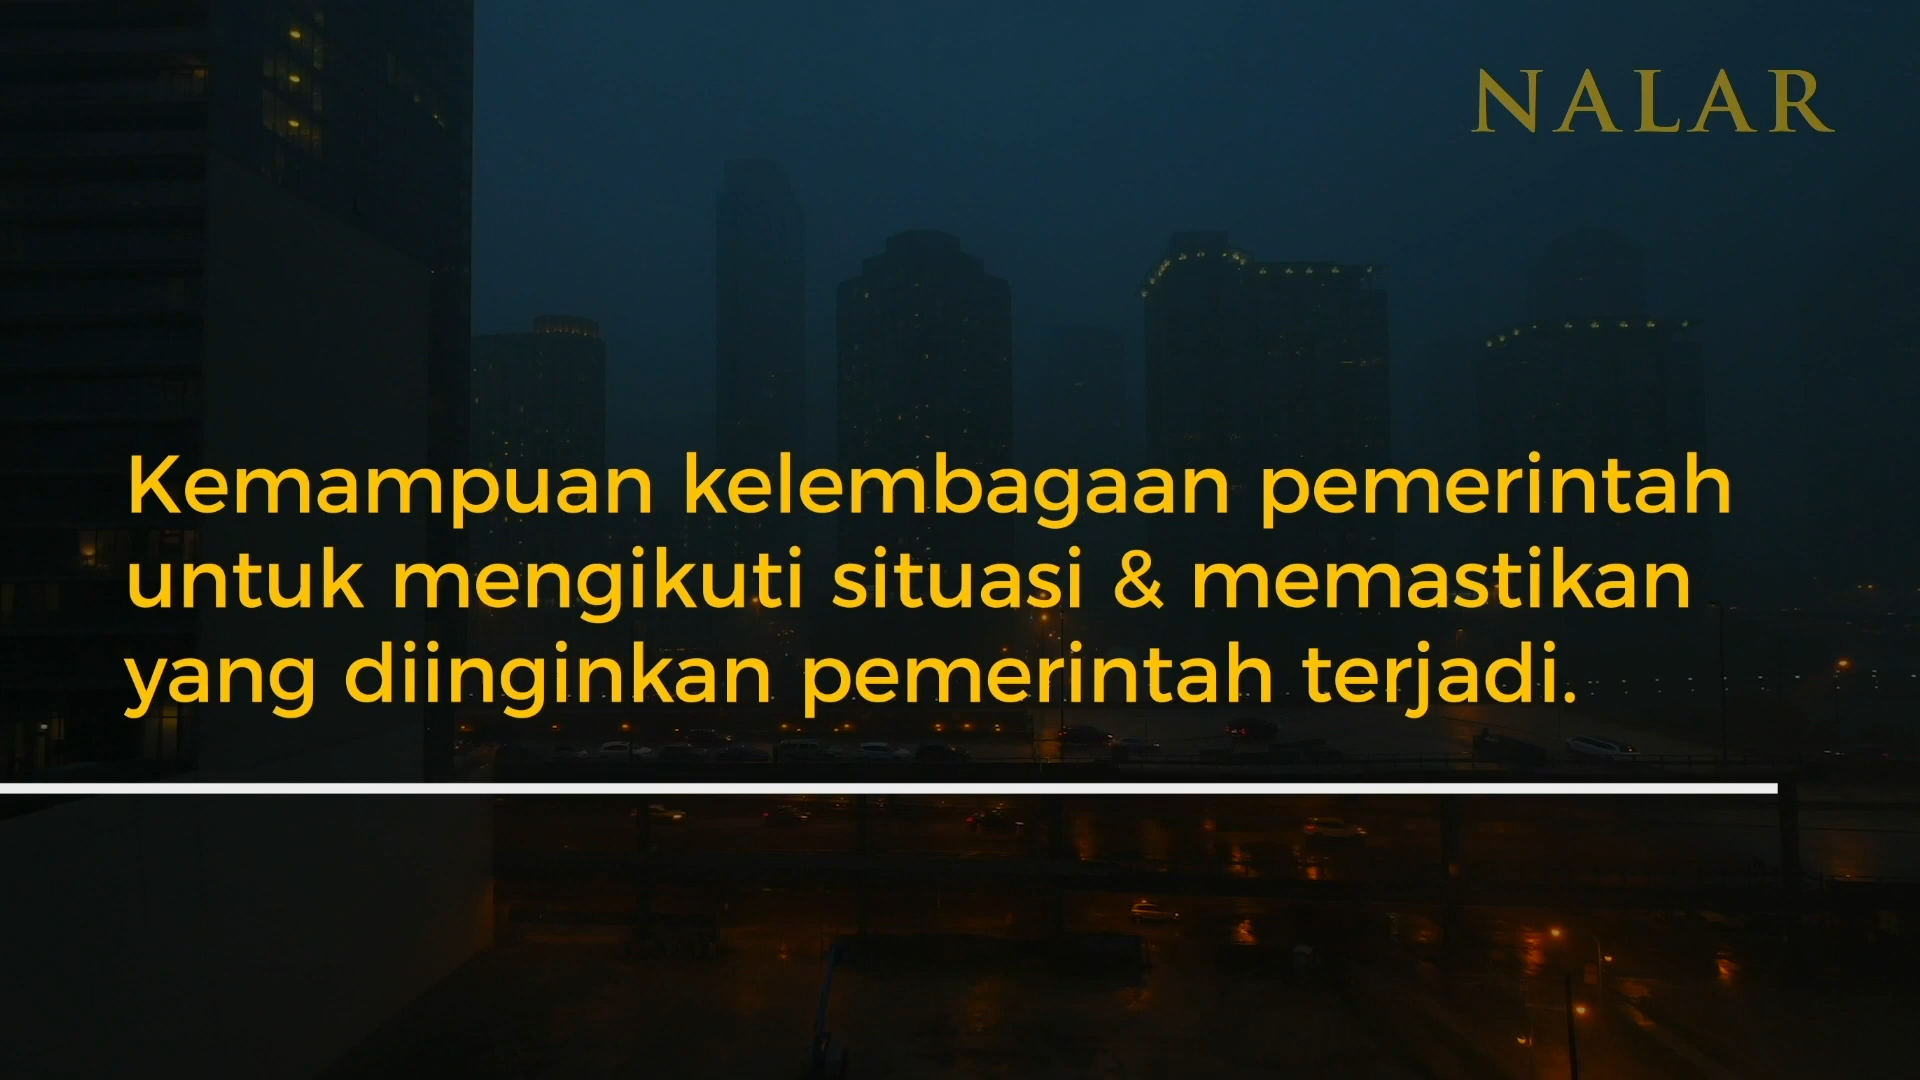 NALAR
Kemampuan kelembagaan pemerintah
untuk mengikuti situasi & memastikan
yang diinginkan pemerintah terjadi.